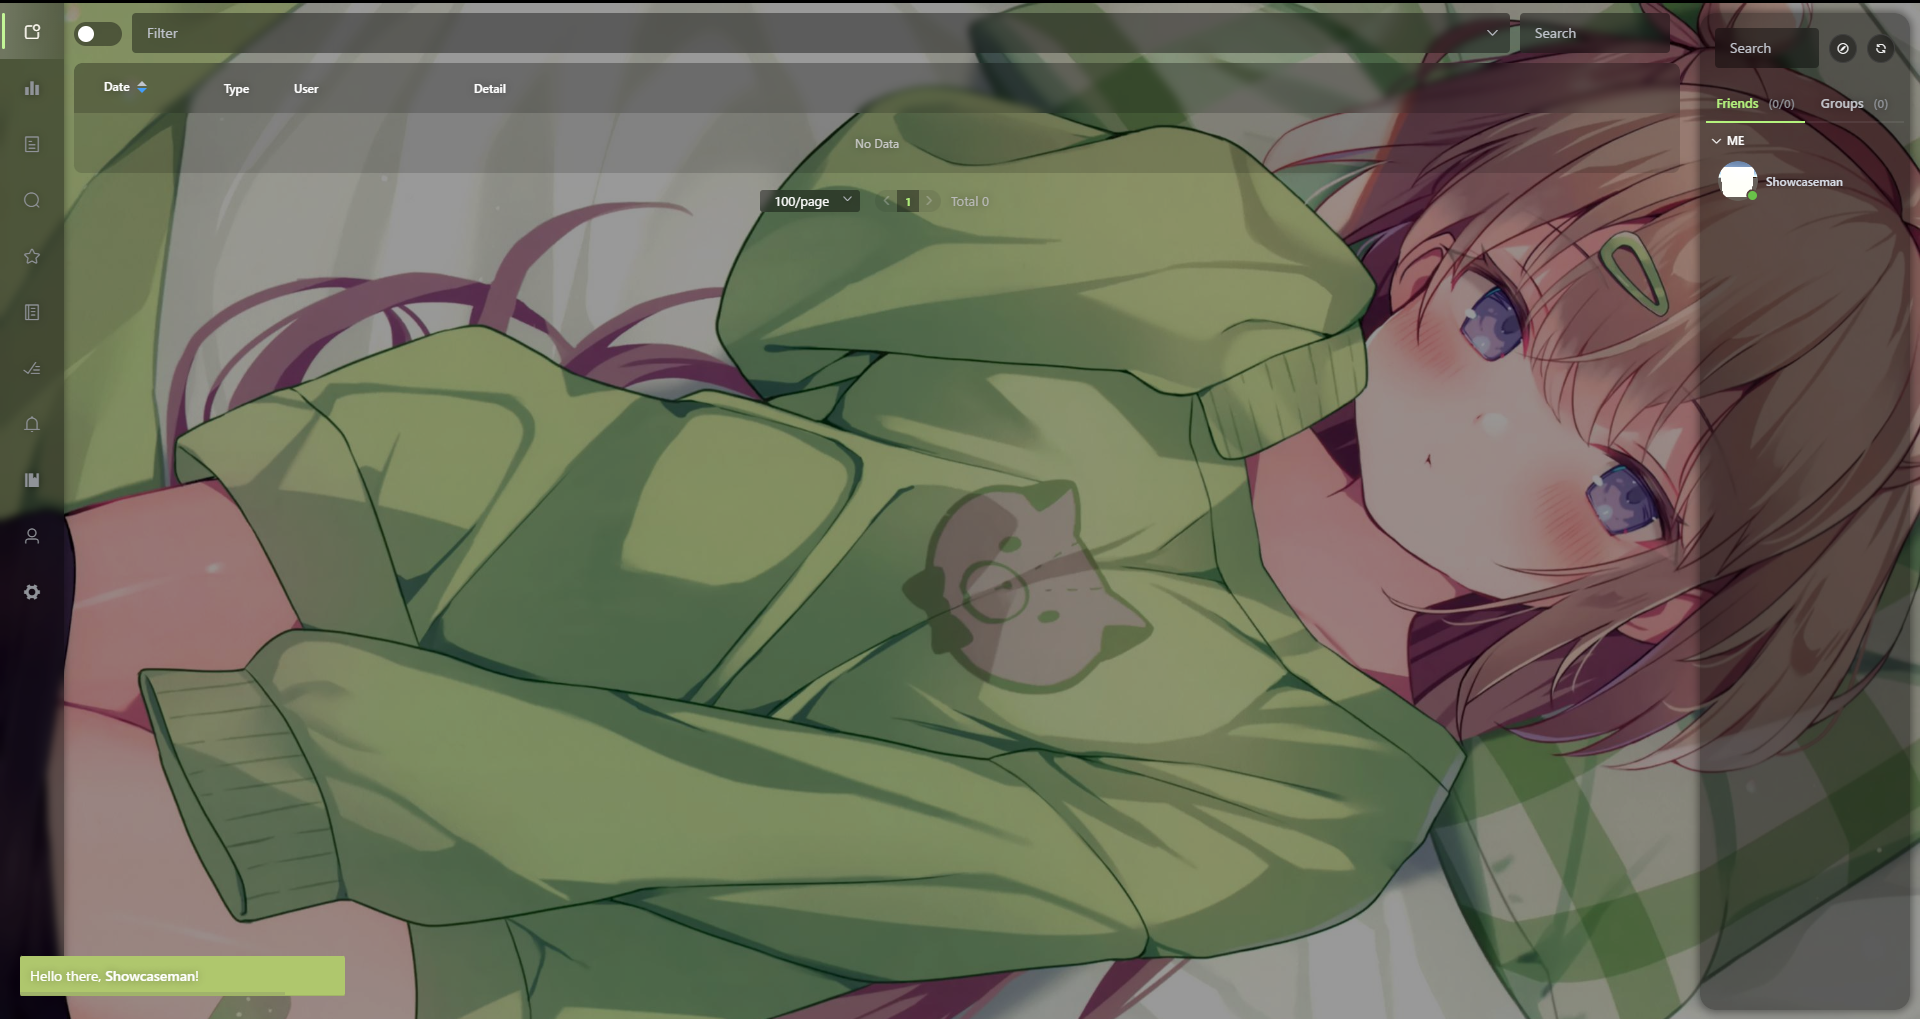 Filter
Search
Search
Date
Type
User
Detail
No Data
100/page
1
Total 0
Friends (0/0)
Groups (0)
ME
Showcaseman
Hello there, Showcaseman!